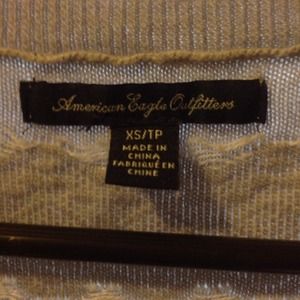 American Eagle Outfitters
XS/TP
MADE IN
CHINA
FABRIQUÉ EN
CHINE